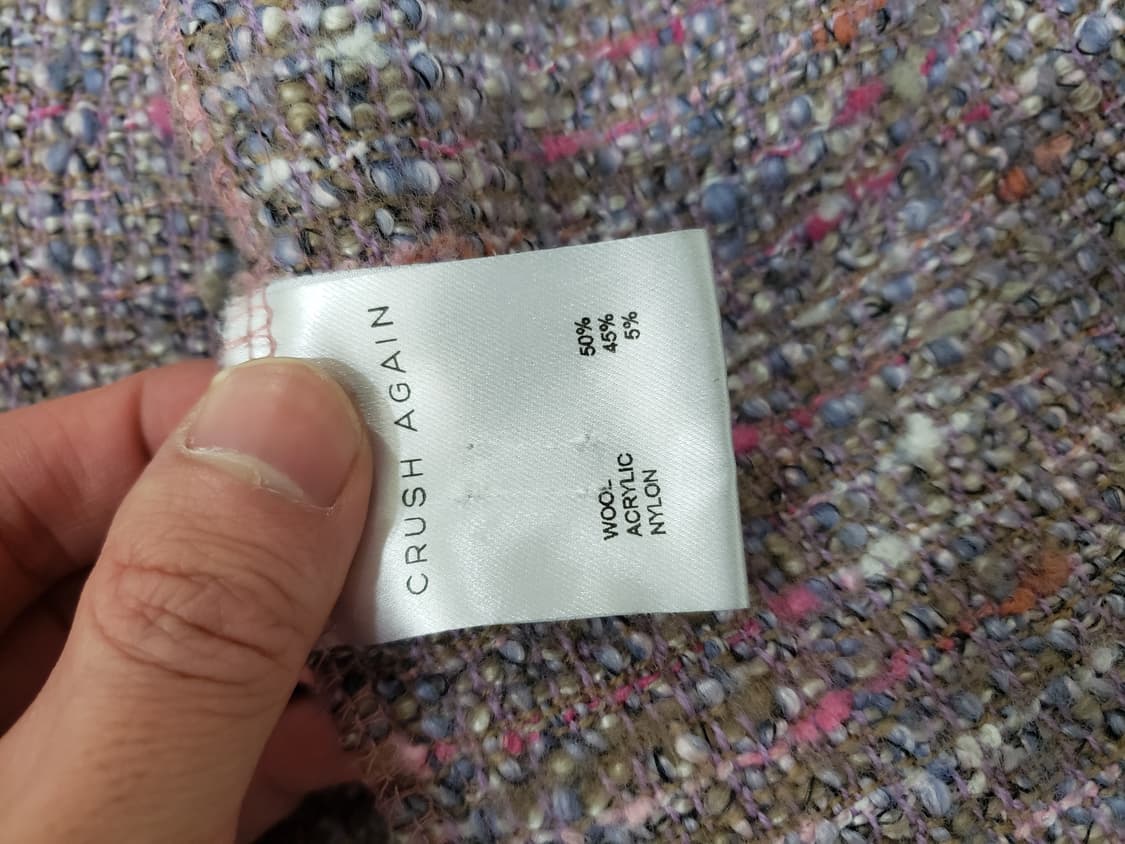 CRUSH AGAIN
WOOL 50%
ACRYLIC 45%
NYLON 5%